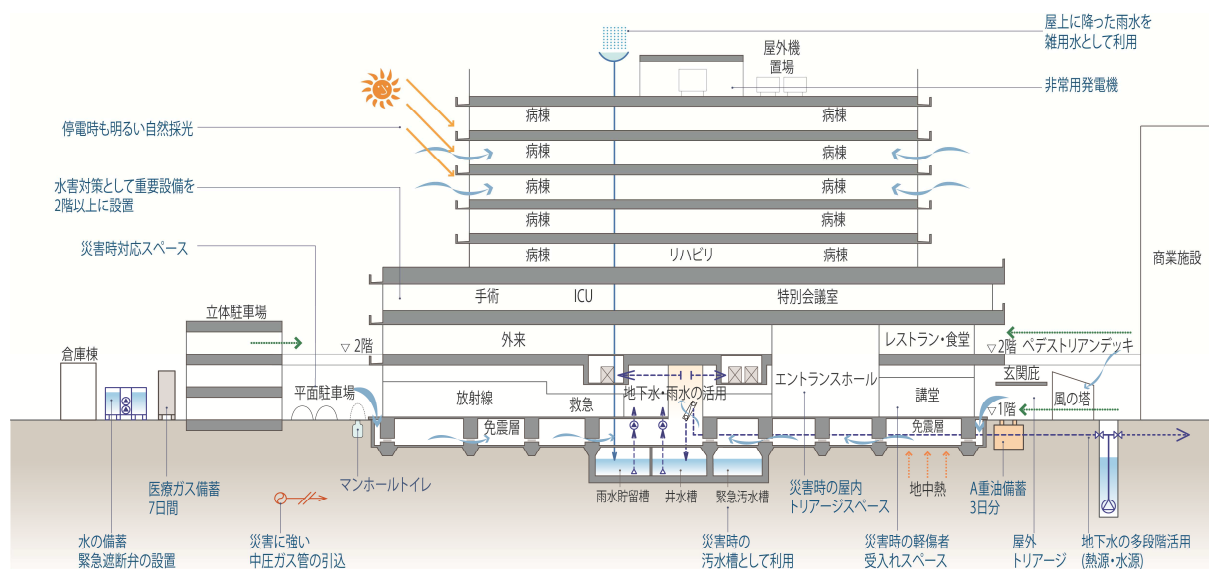 屋上に降った雨水を
雑用水として利用
屋外機
置場
非常用発電機
病棟
病棟
停電時も明るい自然採光
病棟
病棟
水害対策として重要設備を
2階以上に設置
病棟
病棟
病棟
病棟
災害時対応スペース
病棟
リハビリ
病棟
商業施設
手術
ICU
特別会議室
立体駐車場
外来
レストラン・食堂
▽2階
▽2階
ペデストリアンデッキ
倉庫棟
玄関庇
エントランスホール
平面駐車場
放射線
救急
地下水・雨水の活用
講堂
風の塔
▽1階
免震層
免震層
マンホールトイレ
医療ガス備蓄
7日間
雨水貯留槽
井水槽
緊急汚水槽
災害時の屋内
トリアージスペース
地中熱
A重油備蓄
3日分
水の備蓄
緊急遮断弁の設置
災害に強い
中圧ガス管の引込
災害時の
汚水槽として利用
災害時の軽傷者
受入れスペース
屋外
トリアージ
地下水の多段階活用
(熱源・水源)